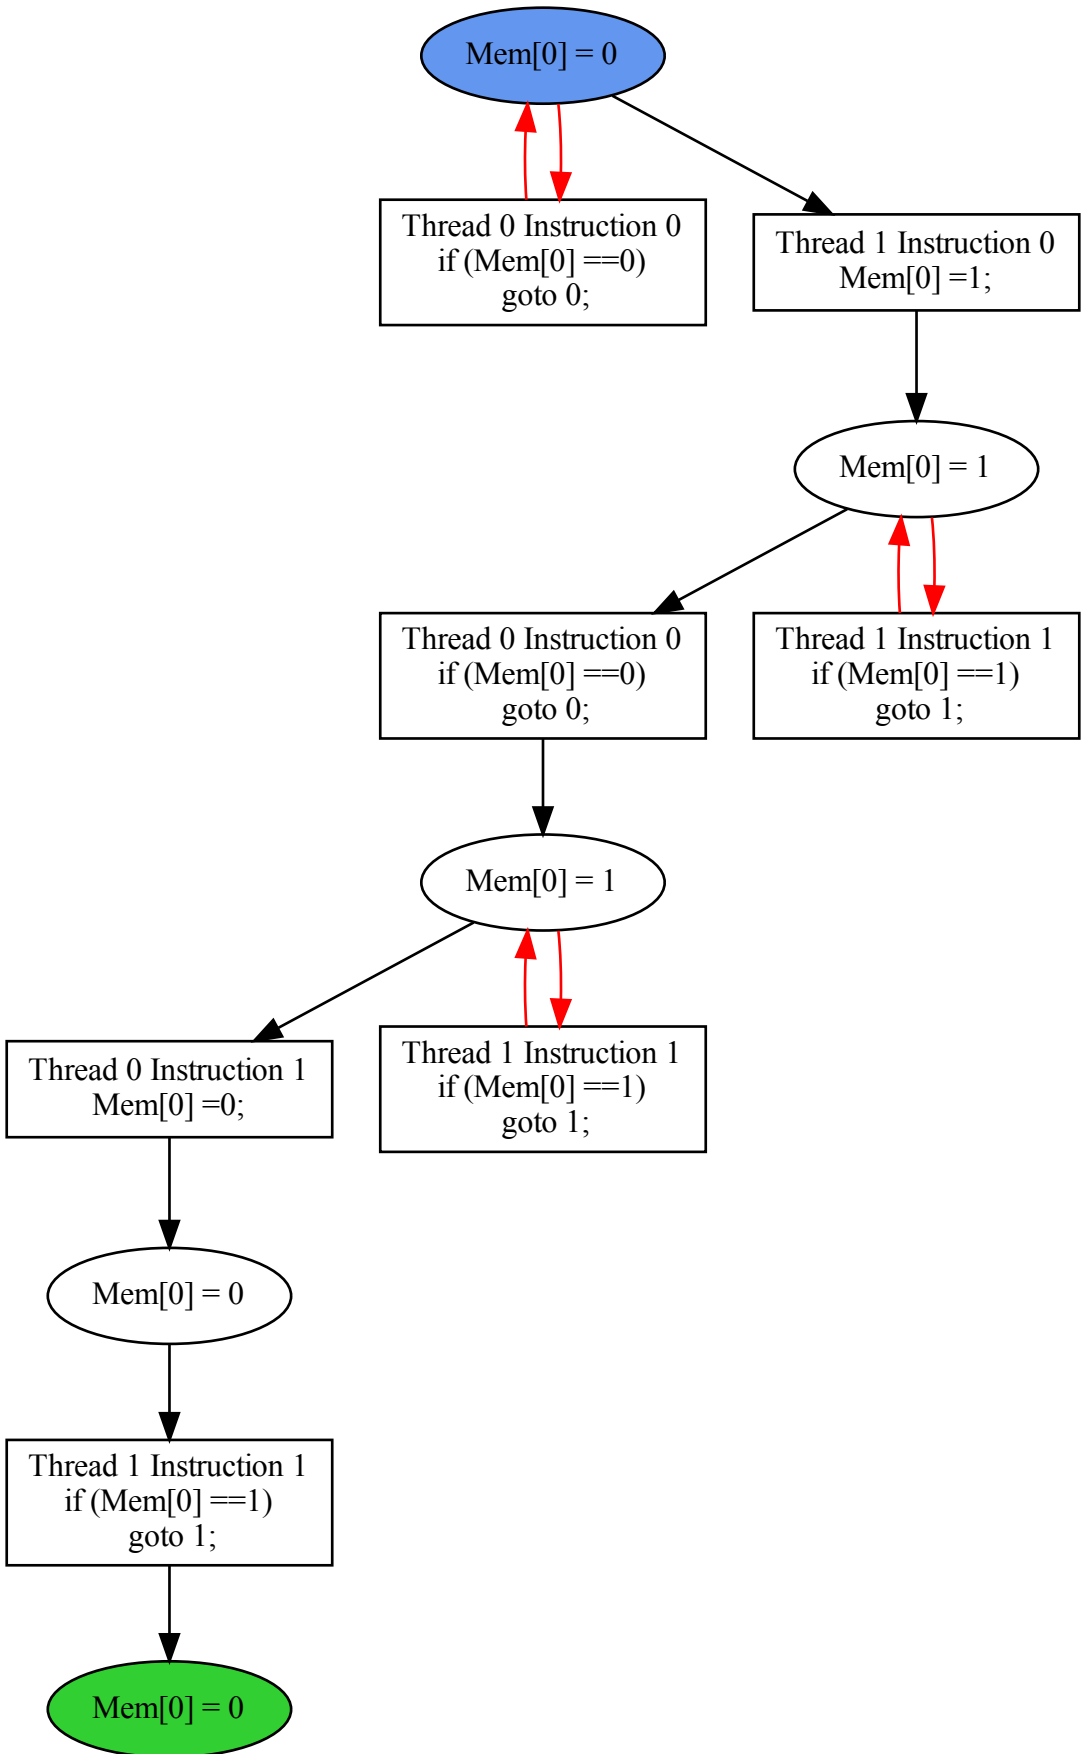 Mem[0] = 0
Thread 0 Instruction 0
if (Mem[0] ==0)
goto 0;
Thread 1 Instruction 0
Mem[0] =1;
Mem[0] = 1
Thread 0 Instruction 0
if (Mem[0] ==0)
goto 0;
Thread 1 Instruction 1
if (Mem[0] ==1)
goto 1;
Mem[0] = 1
Thread 0 Instruction 1
Mem[0] =0;
Thread 1 Instruction 1
if (Mem[0] ==1)
goto 1;
Mem[0] = 0
Thread 1 Instruction 1
if (Mem[0] ==1)
goto 1;
Mem[0] = 0